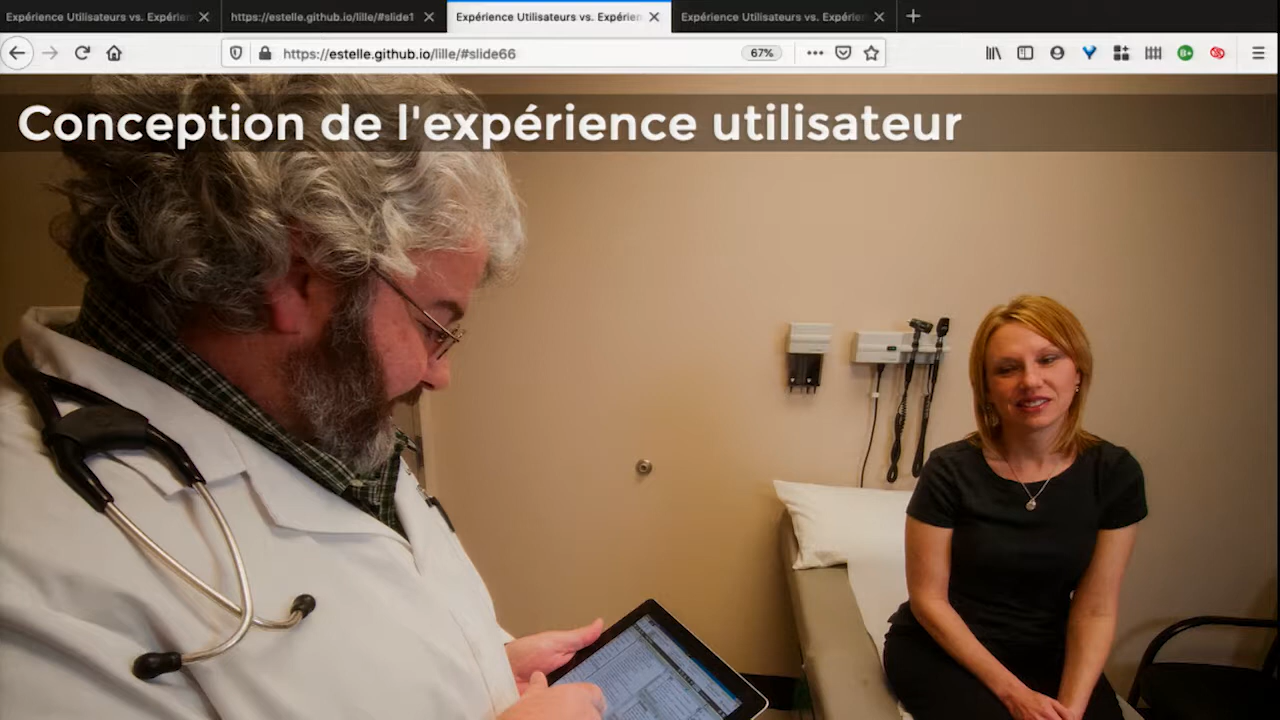 Expérience Utilisateurs vs. Expérien
https://estelle.github.io/lille/#slide1
Expérience Utilisateurs vs. Expérien
Expérience Utilisateurs vs. Expérie
https://estelle.github.io/lille/#slide66
67%
Conception de l'expérience utilisateur